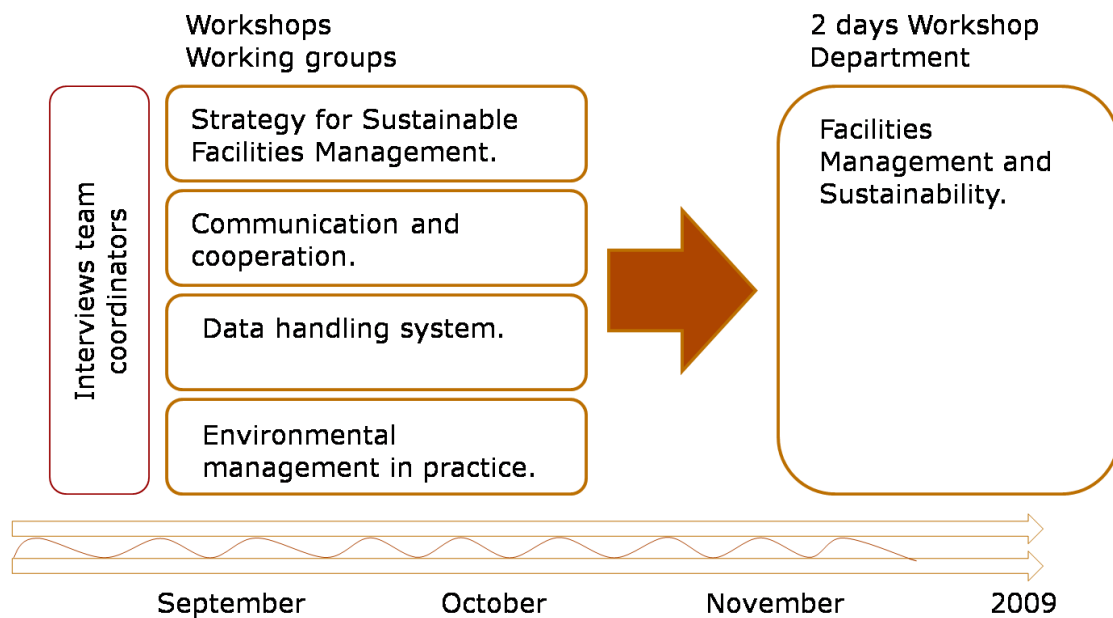 Workshops
Working groups
2 days Workshop
Department
Interviews team
coordinators
Strategy for Sustainable
Facilities Management.
Communication and
cooperation.
Data handling system.
Environmental
management in practice.
Facilities
Management and
Sustainability.
September
October
November
2009